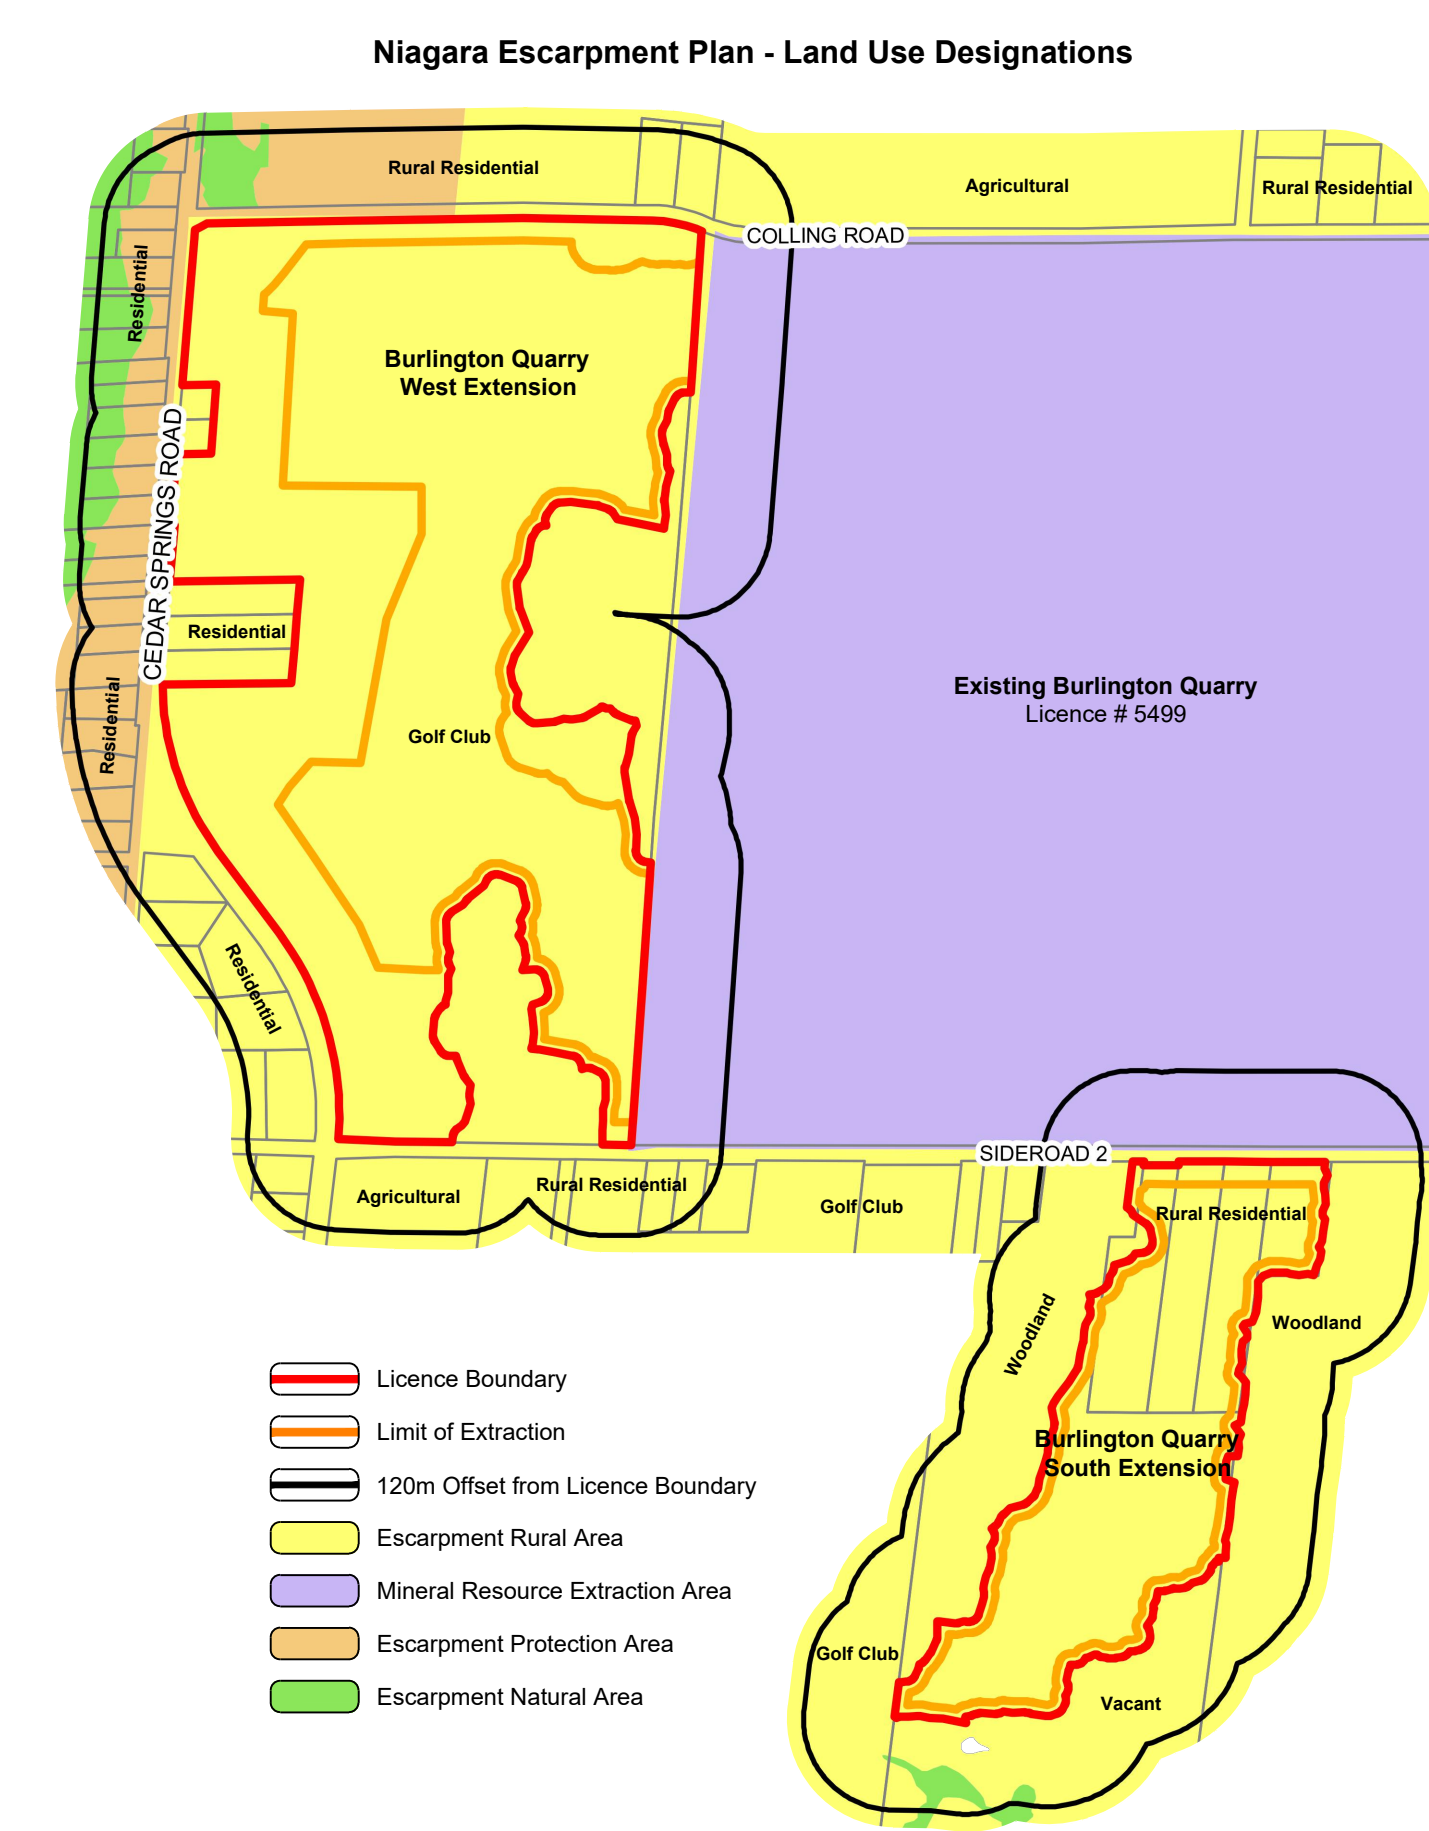 Niagara Escarpment Plan - Land Use Designations
Rural Residential
Agricultural
Rural Residential
COLLING ROAD
Residential
Burlington Quarry
West Extension
CEDAR SPRINGS ROAD
Residential
Existing Burlington Quarry
Licence # 5499
Residential
Golf Club
Residential
SIDEROAD 2
Agricultural
Rural Residential
Golf Club
Rural Residential
Woodland
Woodland
Burlington Quarry
South Extension
Golf Club
Vacant
Licence Boundary
Limit of Extraction
120m Offset from Licence Boundary
Escarpment Rural Area
Mineral Resource Extraction Area
Escarpment Protection Area
Escarpment Natural Area